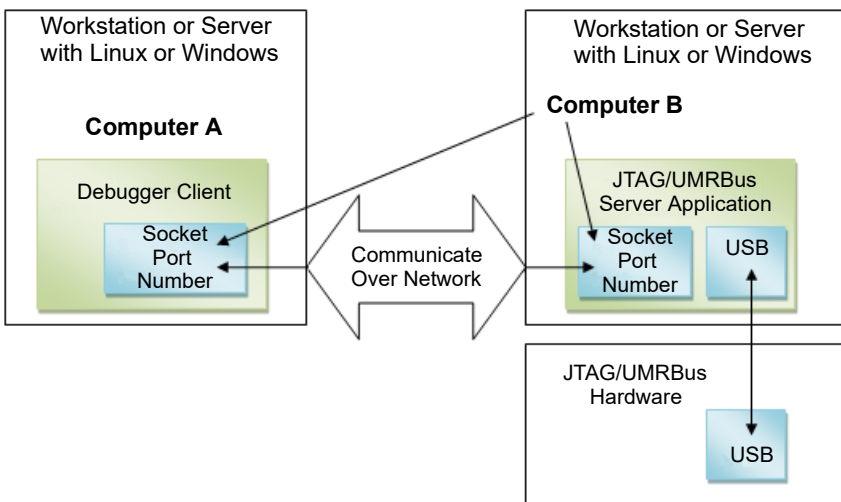 Workstation or Server
with Linux or Windows
Computer A
Debugger Client
Socket
Port
Number
Communicate
Over Network
Workstation or Server
with Linux or Windows
Computer B
JTAG/UMRBus
Server Application
Socket
Port
Number
USB
JTAG/UMRBus
Hardware
USB